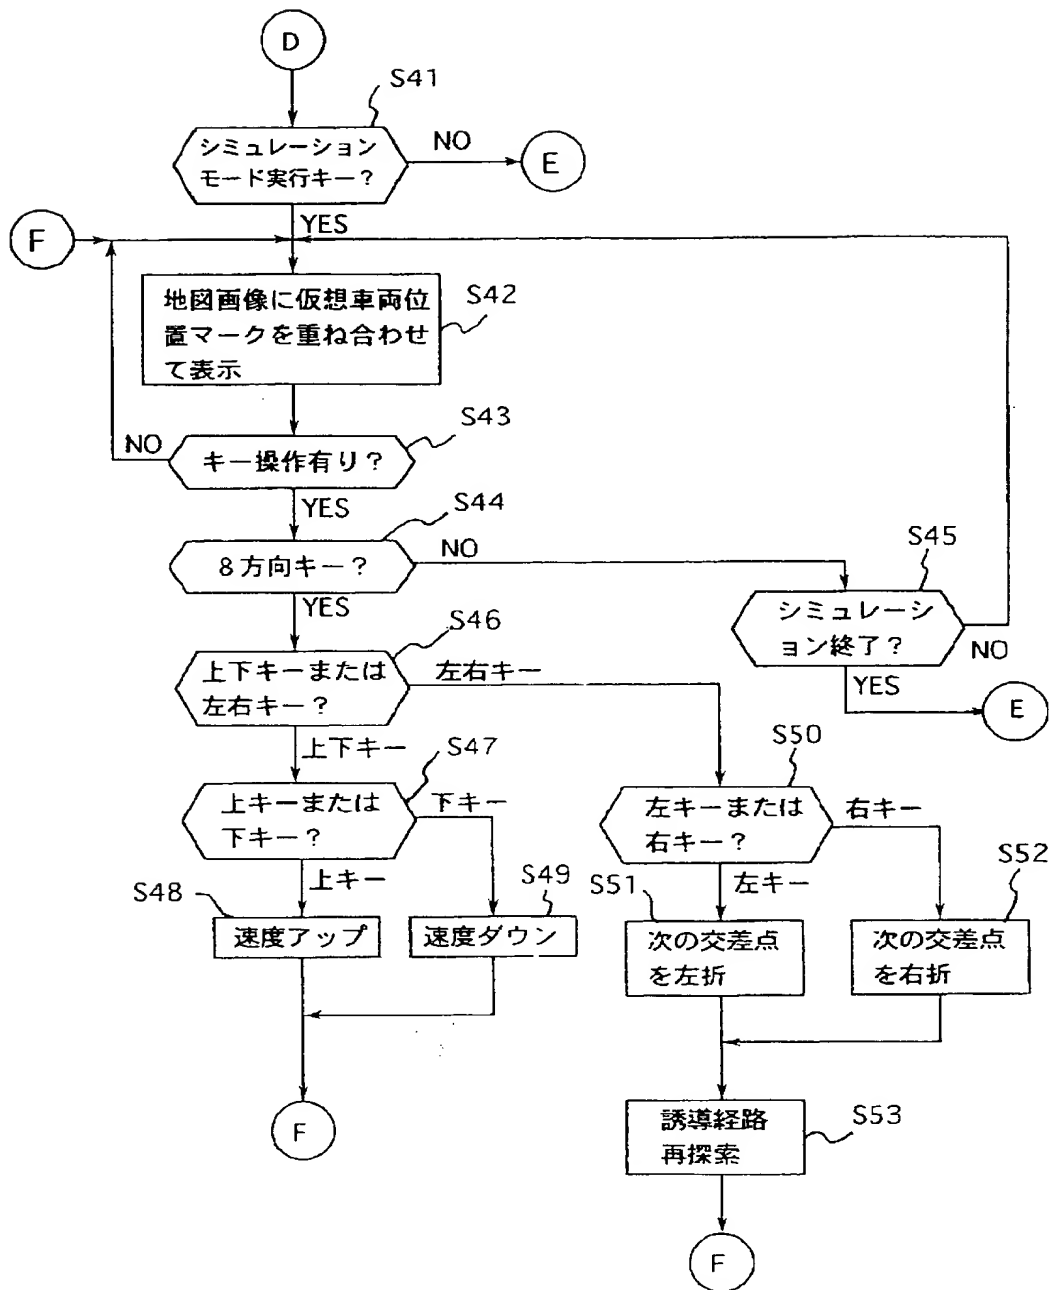 D
S41
シミュレーション
モード実行キー？
NO
E
YES
F
地図画像に仮想車両位
置マークを重ね合わせ
て表示
S42
S43
NO
キー操作有り？
YES
S44
8方向キー？
NO
S45
YES
シミュレーシ
ョン終了？
NO
YES
E
S46
上下キーまたは
左右キー？
左右キー
上下キー
S47
上キーまたは
下キー？
下キー
上キー
S48
速度アップ
S49
速度ダウン
F
S50
左キーまたは
右キー？
右キー
左キー
S51
次の交差点
を左折
S52
次の交差点
を右折
誘導経路
再探索
S53
F